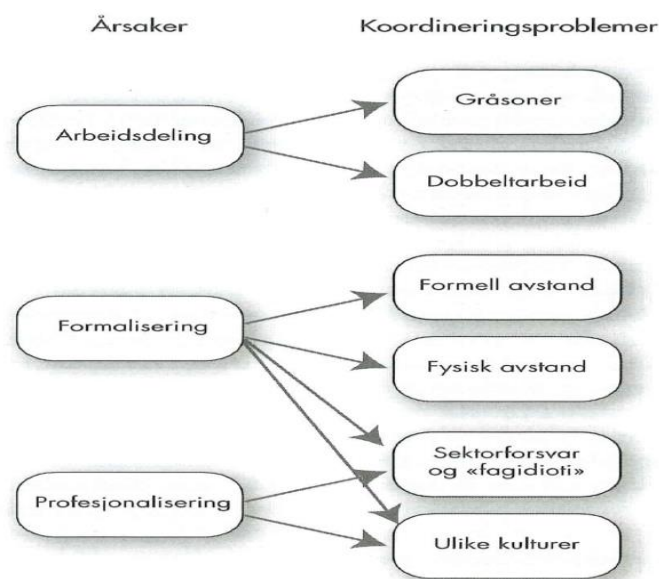 Årsaker
Koordineringsproblemer
Arbeidsdeling
Gråsoner
Dobbeltarbeid
Formalisering
Formell avstand
Fysisk avstand
Profesjonalisering
Sektorforsvar
og «fagidioti»
Ulike kulturer